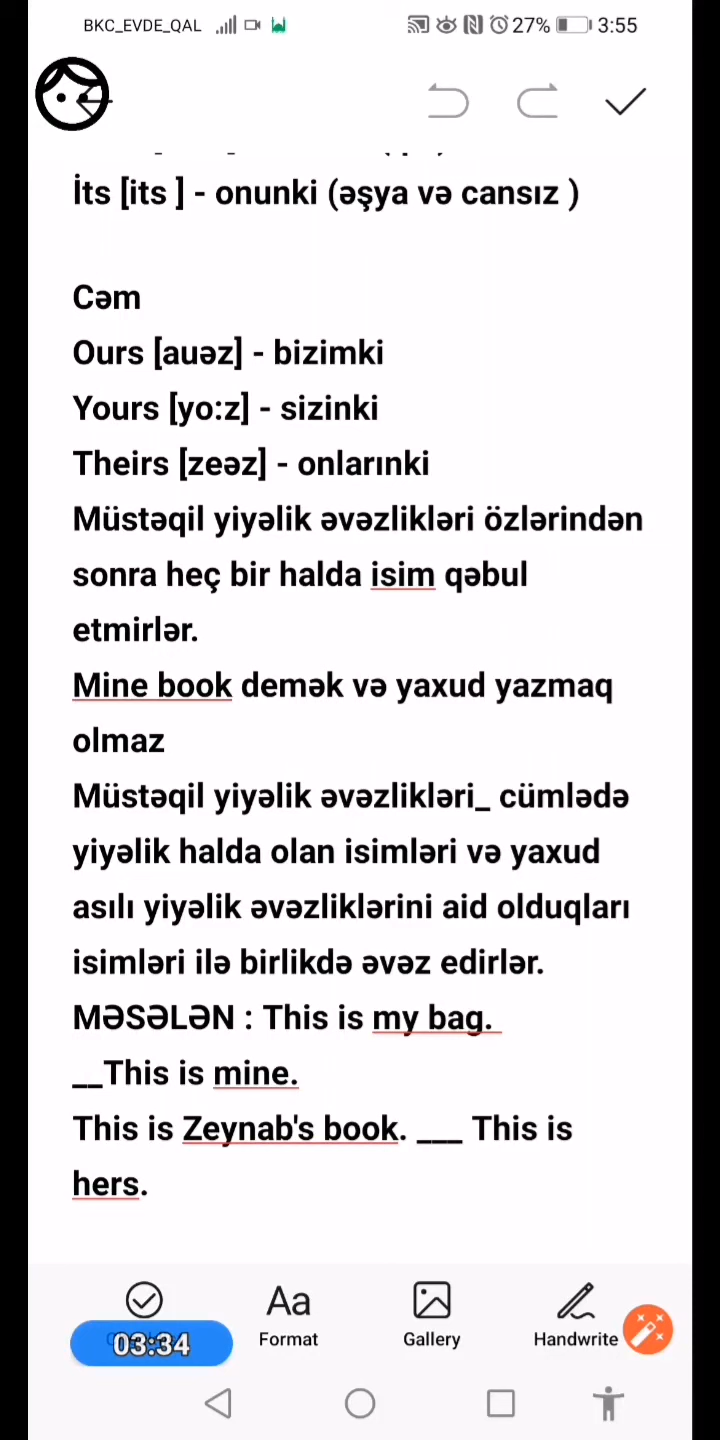 BKC_EVDE_QAL 27% 3:55
İts [its ] - onunki (əşya və cansız )
Cəm
Ours [auəz] - bizimki
Yours [yo:z] - sizinki
Theirs [zeəz] - onlarınki
Müstəqil yiyəlik əvəzlikləri özlərindən
sonra heç bir halda isim qəbul
etmirlər.
Mine book demək və yaxud yazmaq
olmaz
Müstəqil yiyəlik əvəzlikləri_ cümlədə
yiyəlik halda olan isimləri və yaxud
asılı yiyəlik əvəzliklərini aid olduqları
isimləri ilə birlikdə əvəz edirlər.
MƏSƏLƏN : This is my bag.
__This is mine.
This is Zeynab's book. ___ This is
hers.
Format Gallery Handwrite
03:34